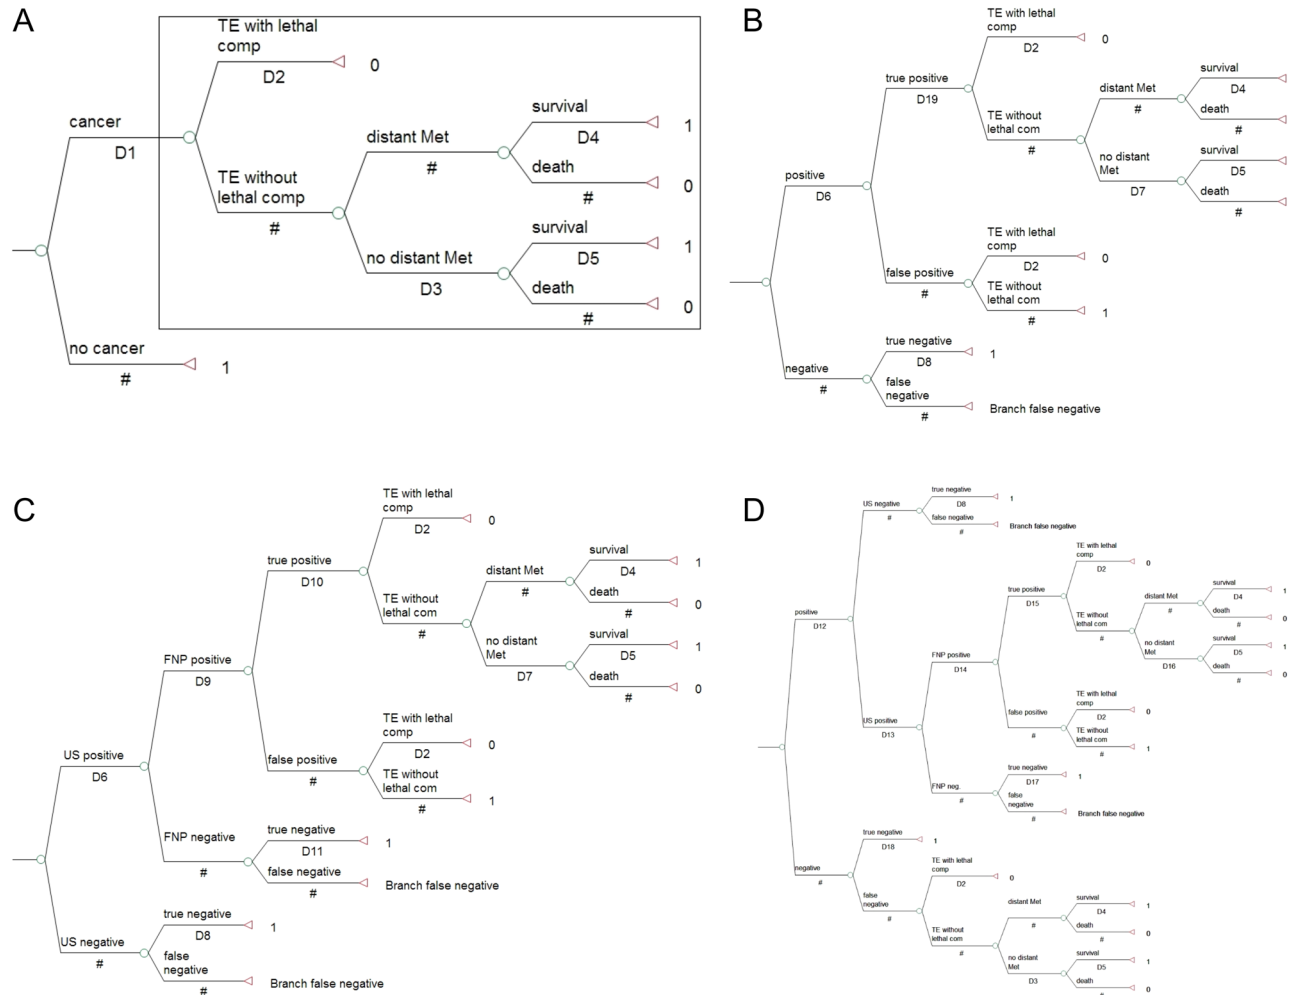 A
TE with lethal
comp
D2
0
cancer
D1
TE without
lethal comp
#
distant Met
#
survival
D4
1
death
#
0
no distant Met
D3
survival
D5
1
death
#
0
no cancer
#
1
B
TE with lethal
comp
D2
0
true positive
D19
TE without
lethal com
#
distant Met
#
survival
D4
death
#
no distant
Met
D7
survival
D5
death
#
positive
D6
false positive
#
TE with lethal
comp
D2
0
TE without
lethal com
#
1
negative
#
true negative
D8
1
false
negative
#
Branch false negative
C
TE with lethal
comp
D2
0
true positive
D10
TE without
lethal com
#
distant Met
#
survival
D4
1
death
#
0
no distant
Met
D7
survival
D5
1
death
#
0
FNP positive
D9
false positive
#
TE with lethal
comp
D2
0
TE without
lethal com
#
1
US positive
D6
FNP negative
#
true negative
D11
1
false negative
#
Branch false negative
US negative
#
true negative
D8
1
false
negative
#
Branch false negative
D
US negative
#
true negative
D8
1
false negative
#
Branch false negative
positive
D12
TE with lethal
comp
D2
0
true positive
D15
TE without
lethal com
#
distant Met
#
survival
D4
1
death
#
0
no distant
Met
D16
survival
D5
1
death
#
0
FNP positive
D14
false positive
#
TE with lethal
comp
D2
0
TE without
lethal com
#
1
US positive
D13
FNP neg.
#
true negative
D17
1
false
negative
#
Branch false negative
negative
#
true negative
D18
1
false
negative
#
TE with lethal
comp
D2
0
TE without
lethal com
#
distant Met
#
survival
D4
1
death
#
0
no distant
Met
D3
survival
D5
1
death
#
0